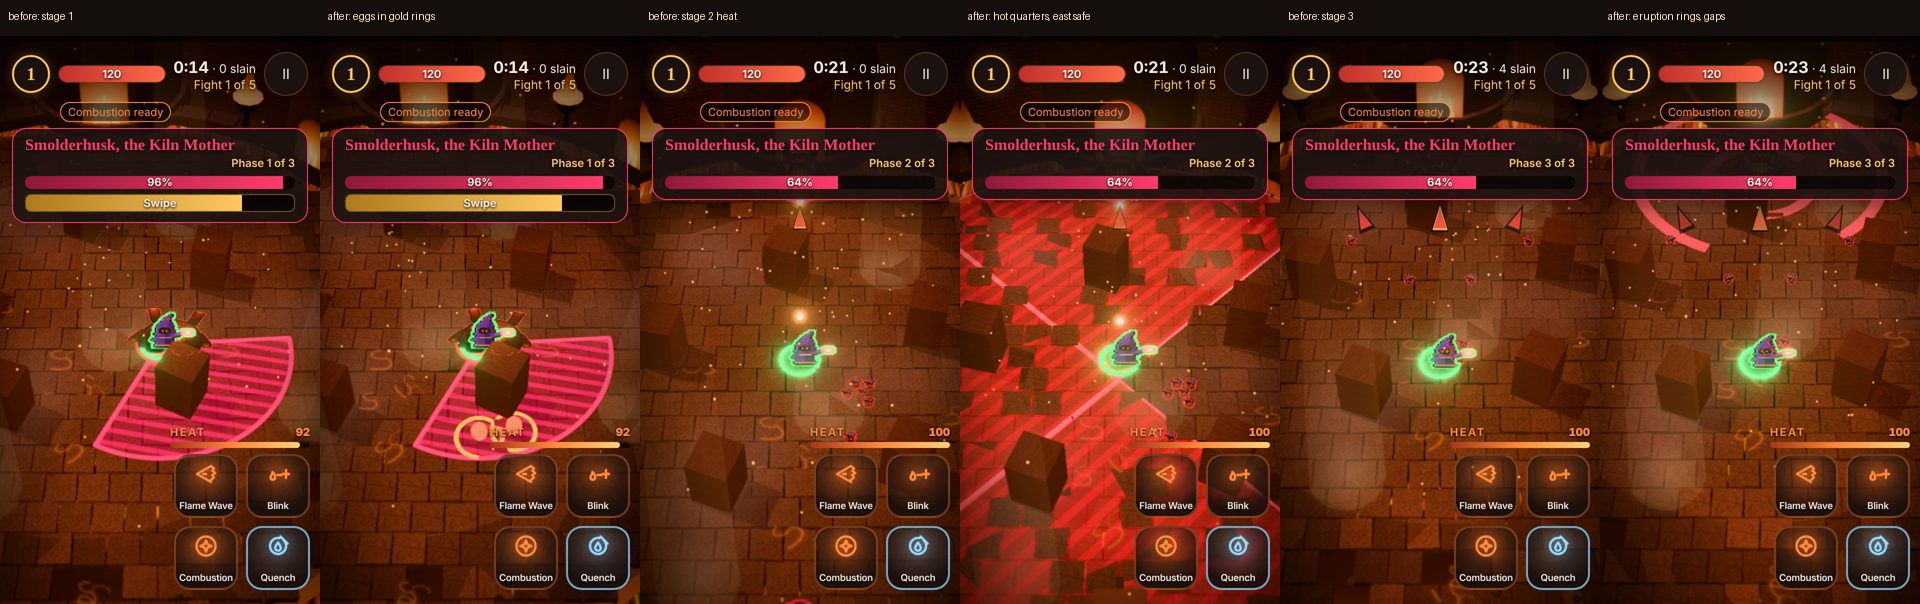 before: stage 1
1
120
0:14 · 0 slain
Fight 1 of 5
Combustion ready
Smolderhusk, the Kiln Mother
Phase 1 of 3
96%
Swipe
HEAT 92
Flame Wave
Blink
Combustion
Quench
after: eggs in gold rings
1
120
0:14 · 0 slain
Fight 1 of 5
Combustion ready
Smolderhusk, the Kiln Mother
Phase 1 of 3
96%
Swipe
HEAT 92
Flame Wave
Blink
Combustion
Quench
before: stage 2 heat
1
120
0:21 · 0 slain
Fight 1 of 5
Combustion ready
Smolderhusk, the Kiln Mother
Phase 2 of 3
64%
HEAT 100
Flame Wave
Blink
Combustion
Quench
after: hot quarters, east safe
1
120
0:21 · 0 slain
Fight 1 of 5
Combustion ready
Smolderhusk, the Kiln Mother
Phase 2 of 3
64%
HEAT 100
Flame Wave
Blink
Combustion
Quench
before: stage 3
1
120
0:23 · 4 slain
Fight 1 of 5
Combustion ready
Smolderhusk, the Kiln Mother
Phase 3 of 3
64%
HEAT 100
Flame Wave
Blink
Combustion
Quench
after: eruption rings, gaps
1
120
0:23 · 4 slain
Fight 1 of 5
Combustion ready
Smolderhusk, the Kiln Mother
Phase 3 of 3
64%
HEAT 100
Flame Wave
Blink
Combustion
Quench